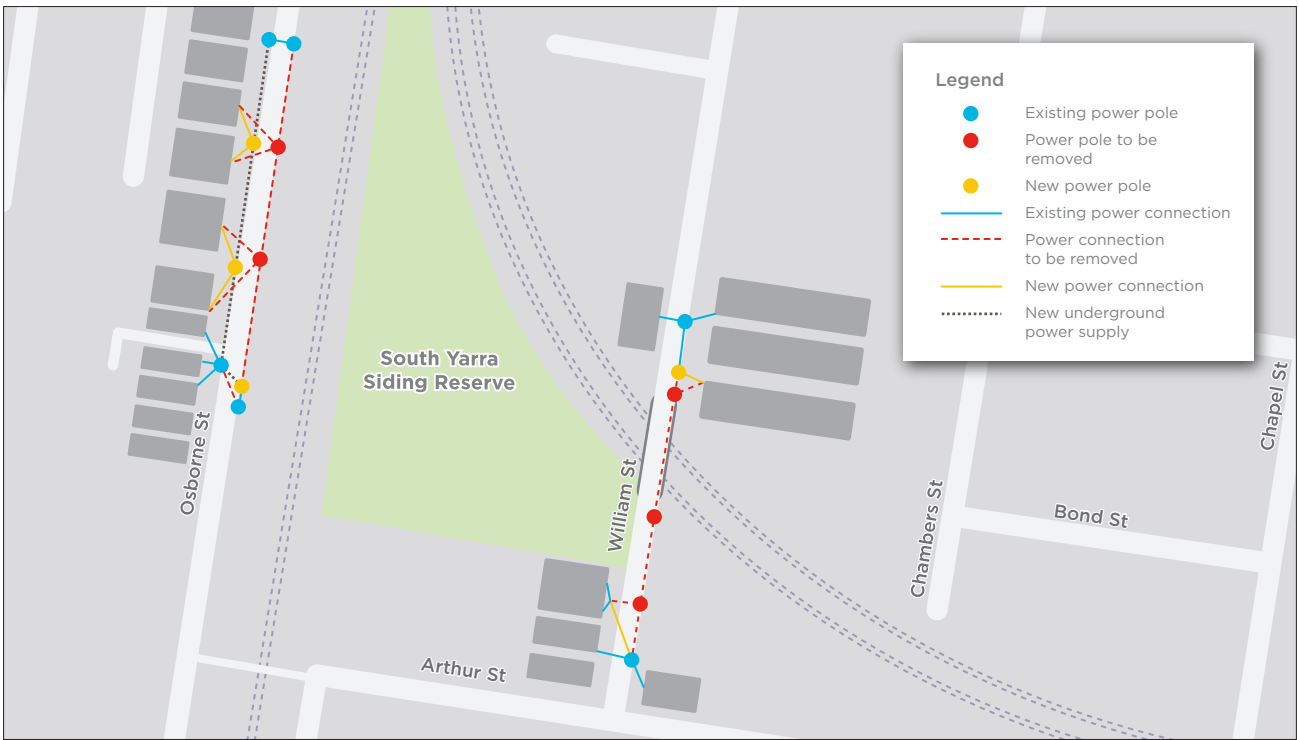 Legend
Existing power pole
Power pole to be
removed
New power pole
Existing power connection
Power connection
to be removed
New power connection
New underground
power supply
South Yarra
Siding Reserve
Osborne St
William St
Chambers St
Bond St
Chapel St
Arthur St